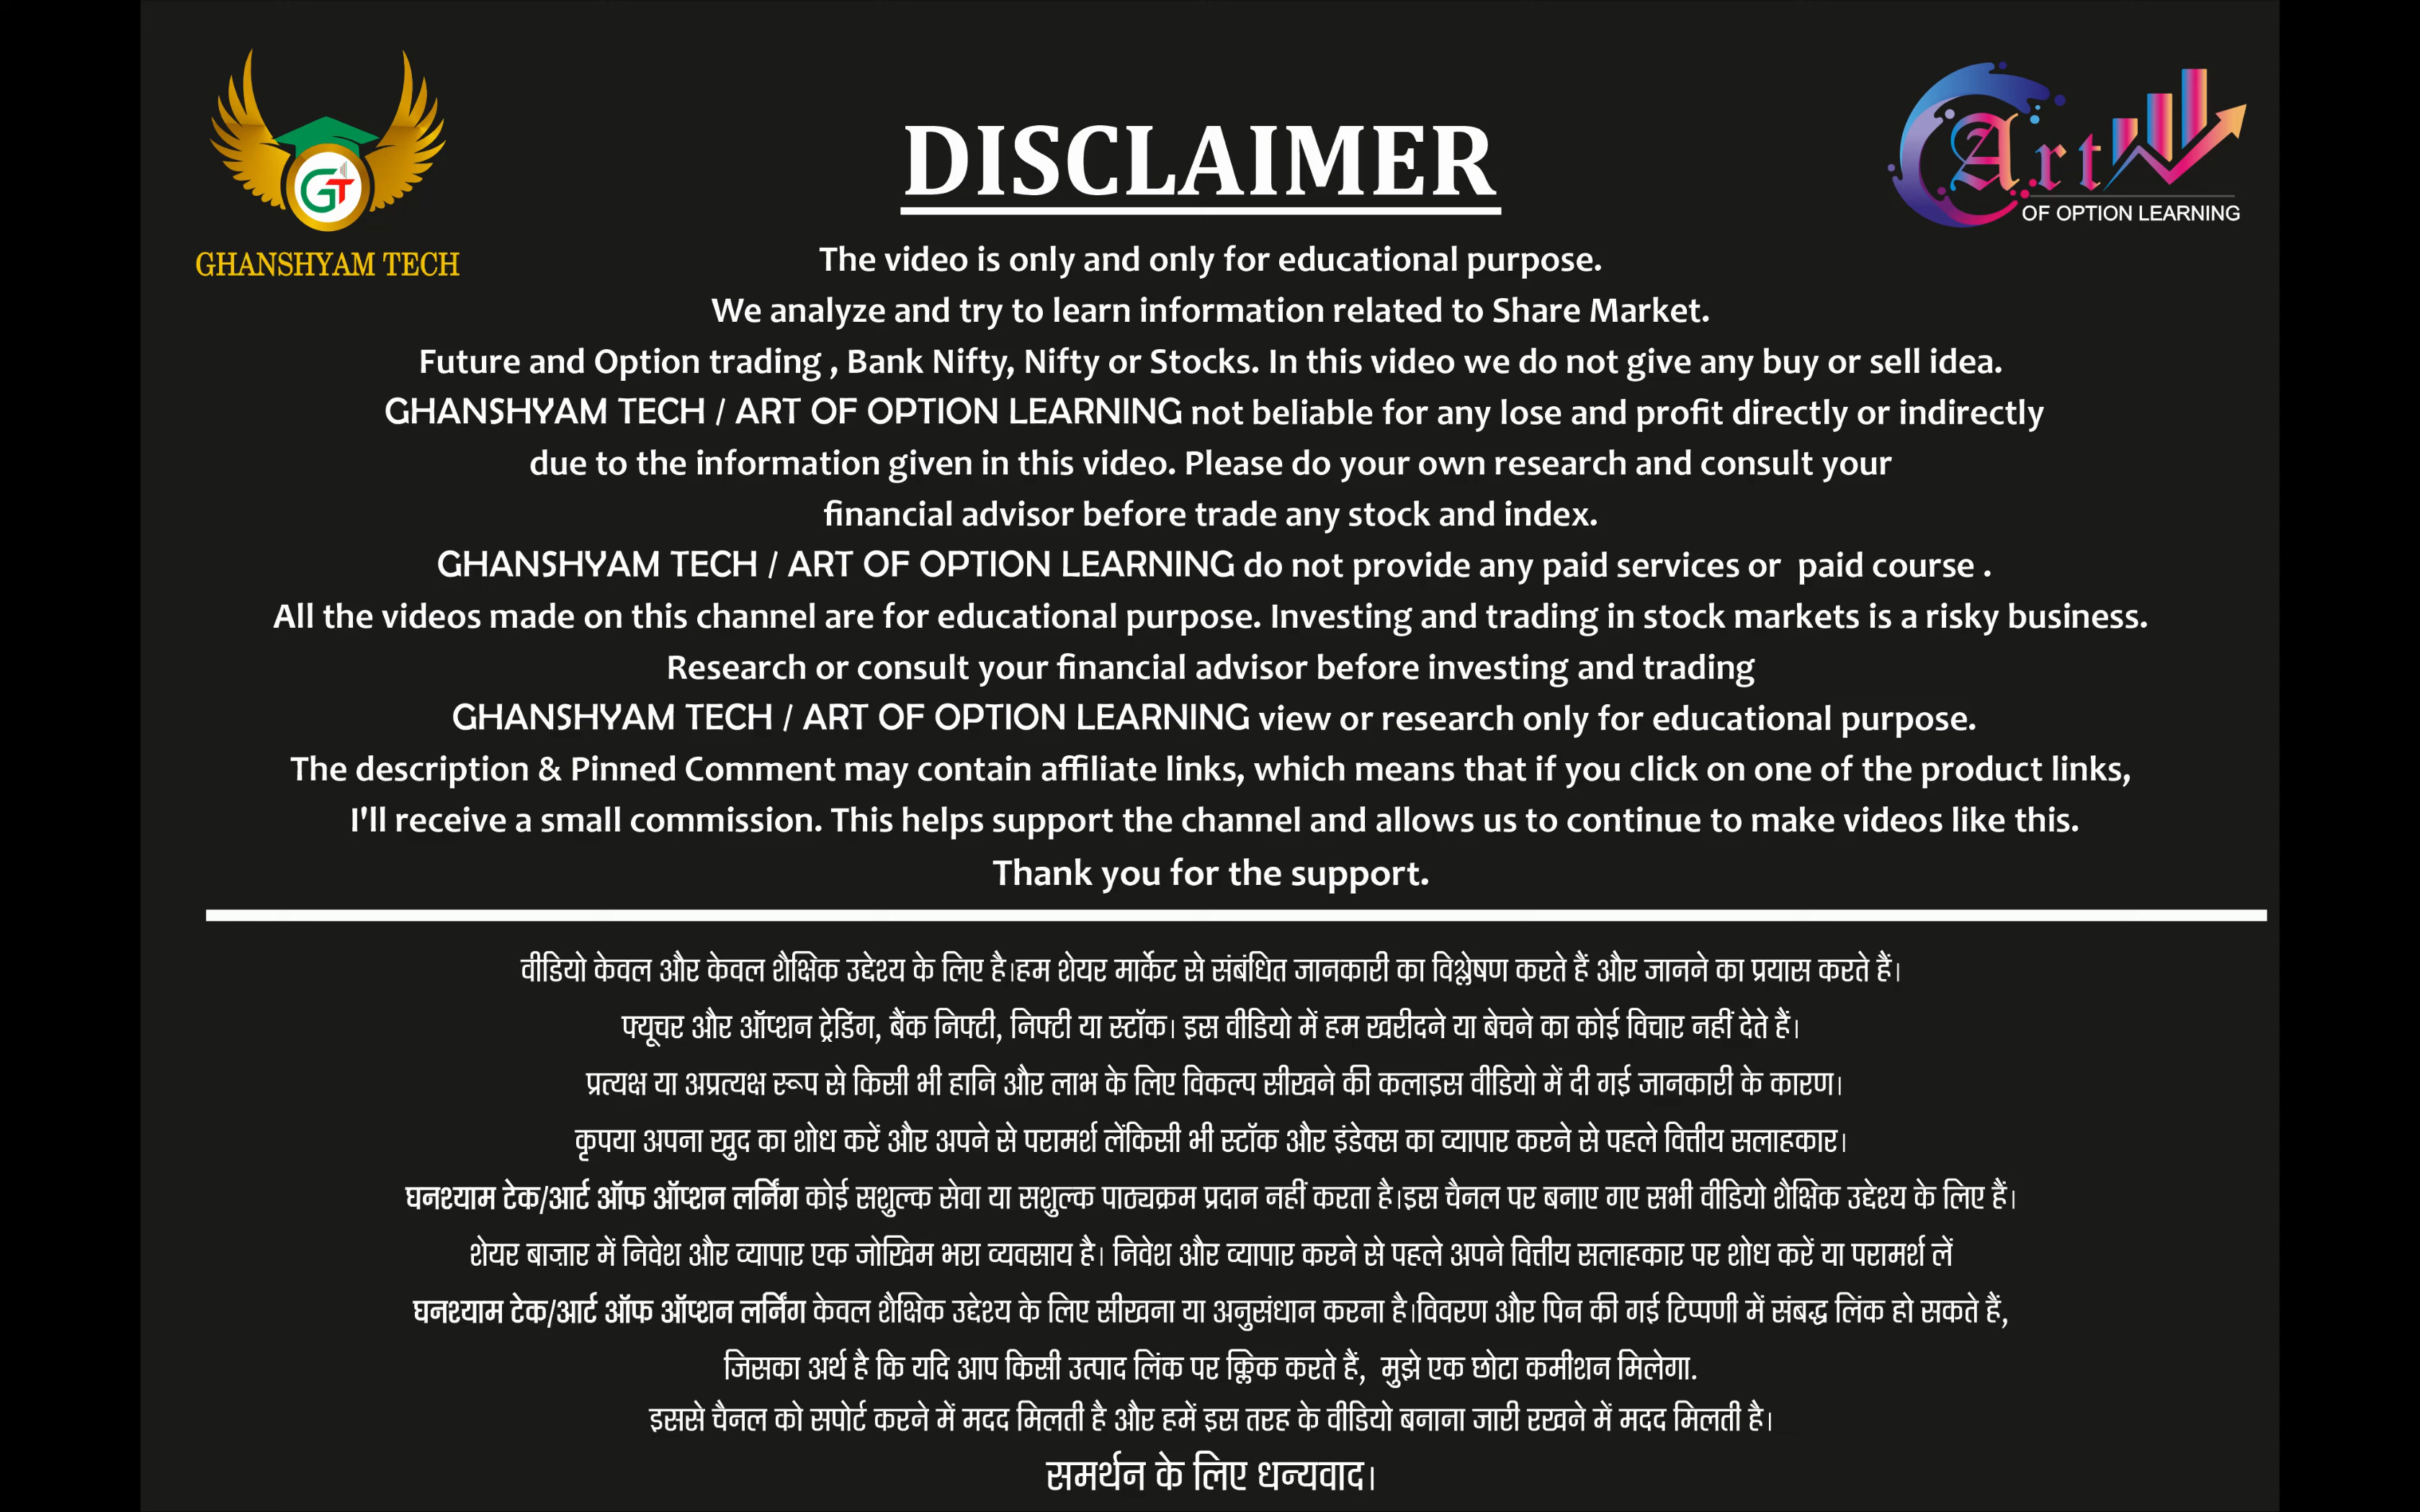 GT
GHANSHYAM TECH
DISCLAIMER
Art
OF OPTION LEARNING
The video is only and only for educational purpose.
We analyze and try to learn information related to Share Market.
Future and Option trading , Bank Nifty, Nifty or Stocks. In this video we do not give any buy or sell idea.
GHANSHYAM TECH / ART OF OPTION LEARNING not beliable for any lose and profit directly or indirectly
due to the information given in this video. Please do your own research and consult your
financial advisor before trade any stock and index.
GHANSHYAM TECH / ART OF OPTION LEARNING do not provide any paid services or  paid course .
All the videos made on this channel are for educational purpose. Investing and trading in stock markets is a risky business.
Research or consult your financial advisor before investing and trading
GHANSHYAM TECH / ART OF OPTION LEARNING view or research only for educational purpose.
The description & Pinned Comment may contain affiliate links, which means that if you click on one of the product links,
I'll receive a small commission. This helps support the channel and allows us to continue to make videos like this.
Thank you for the support.
वीडियो केवल और केवल शैक्षिक उद्देश्य के लिए है।हम शेयर मार्केट से संबंधित जानकारी का विश्लेषण करते हैं और जानने का प्रयास करते हैं।
फ्यूचर और ऑप्शन ट्रेडिंग, बैंक निफ्टी, निफ्टी या स्टॉक। इस वीडियो में हम खरीदने या बेचने का कोई विचार नहीं देते हैं।
प्रत्यक्ष या अप्रत्यक्ष रूप से किसी भी हानि और लाभ के लिए विकल्प सीखने की कलाइस वीडियो में दी गई जानकारी के कारण।
कृपया अपना खुद का शोध करें और अपने से परामर्श लेंकिसी भी स्टॉक और इंडेक्स का व्यापार करने से पहले वित्तीय सलाहकार।
घनश्याम टेक/आर्ट ऑफ ऑप्शन लर्निंग कोई सशुल्क सेवा या सशुल्क पाठ्यक्रम प्रदान नहीं करता है।इस चैनल पर बनाए गए सभी वीडियो शैक्षिक उद्देश्य के लिए हैं।
शेयर बाज़ार में निवेश और व्यापार एक जोखिम भरा व्यवसाय है। निवेश और व्यापार करने से पहले अपने वित्तीय सलाहकार पर शोध करें या परामर्श लें
घनश्याम टेक/आर्ट ऑफ ऑप्शन लर्निंग केवल शैक्षिक उद्देश्य के लिए सीखना या अनुसंधान करना है।विवरण और पिन की गई टिप्पणी में संबद्ध लिंक हो सकते हैं,
जिसका अर्थ है कि यदि आप किसी उत्पाद लिंक पर क्लिक करते हैं,  मुझे एक छोटा कमीशन मिलेगा.
इससे चैनल को सपोर्ट करने में मदद मिलती है और हमें इस तरह के वीडियो बनाना जारी रखने में मदद मिलती है।
समर्थन के लिए धन्यवाद।